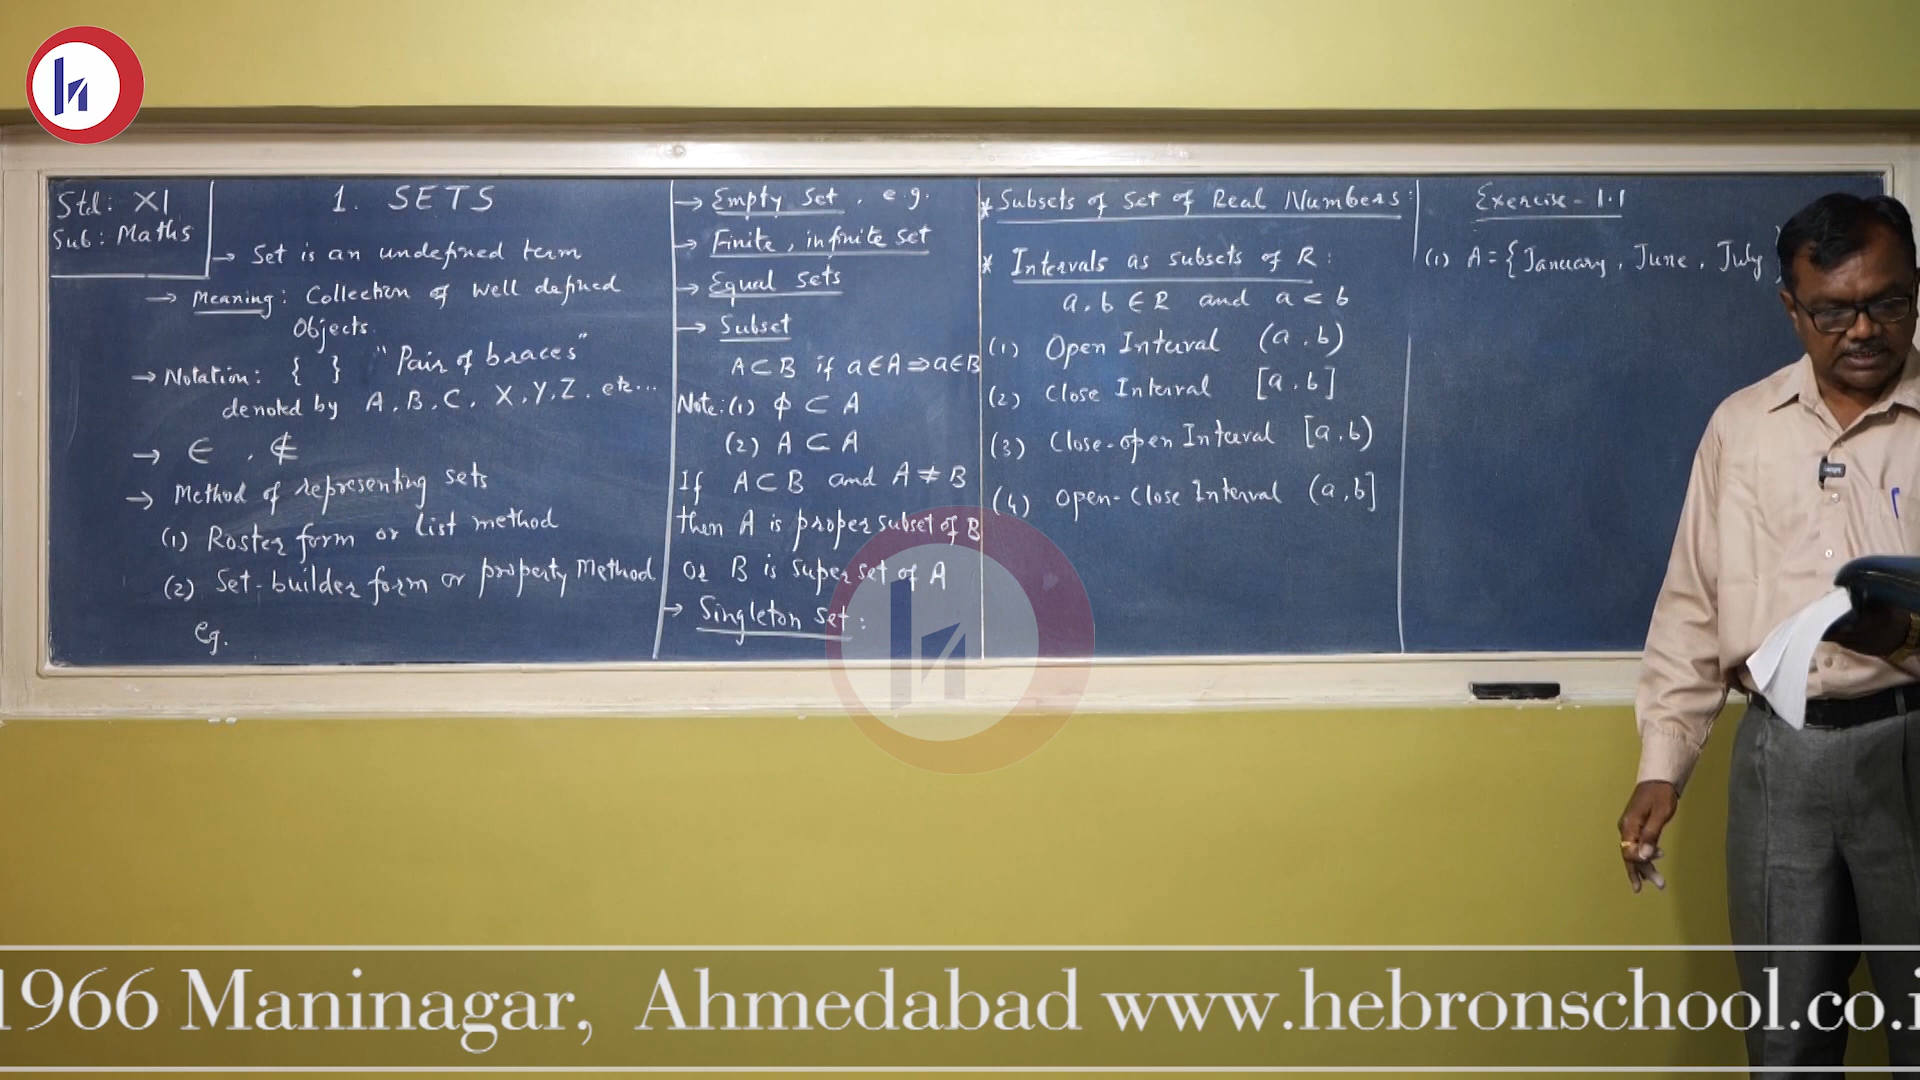 Std: XI
Sub: Maths
1. SETS
→ Set is an undefined term
→ Meaning: Collection of well defined
Objects.
→ Notation: { } "Pair of braces"
denoted by A, B, C, X, Y, Z, etc...
→ ∈ , ∉
→ Method of representing sets
(1) Roster form or list method
(2) Set-builder form or property Method
eg.
→ Empty Set, e.g.
→ Finite, infinite set
→ Equal sets
→ Subset
A⊂B if a∈A⇒a∈B
Note: (1) ϕ ⊂ A
(2) A ⊂ A
If A⊂B and A≠B
then A is proper subset of B
or B is super set of A
→ Singleton set:
* Subsets of set of Real Numbers:
* Intervals as subsets of R:
a, b ∈ R and a < b
(1) Open Interval (a, b)
(2) Close Interval [a, b]
(3) Close-open Interval [a, b)
(4) Open-Close Interval (a, b]
Exercise - 1.1
(1) A = { January, June, July }
1966 Maninagar, Ahmedabad www.hebronschool.co.i